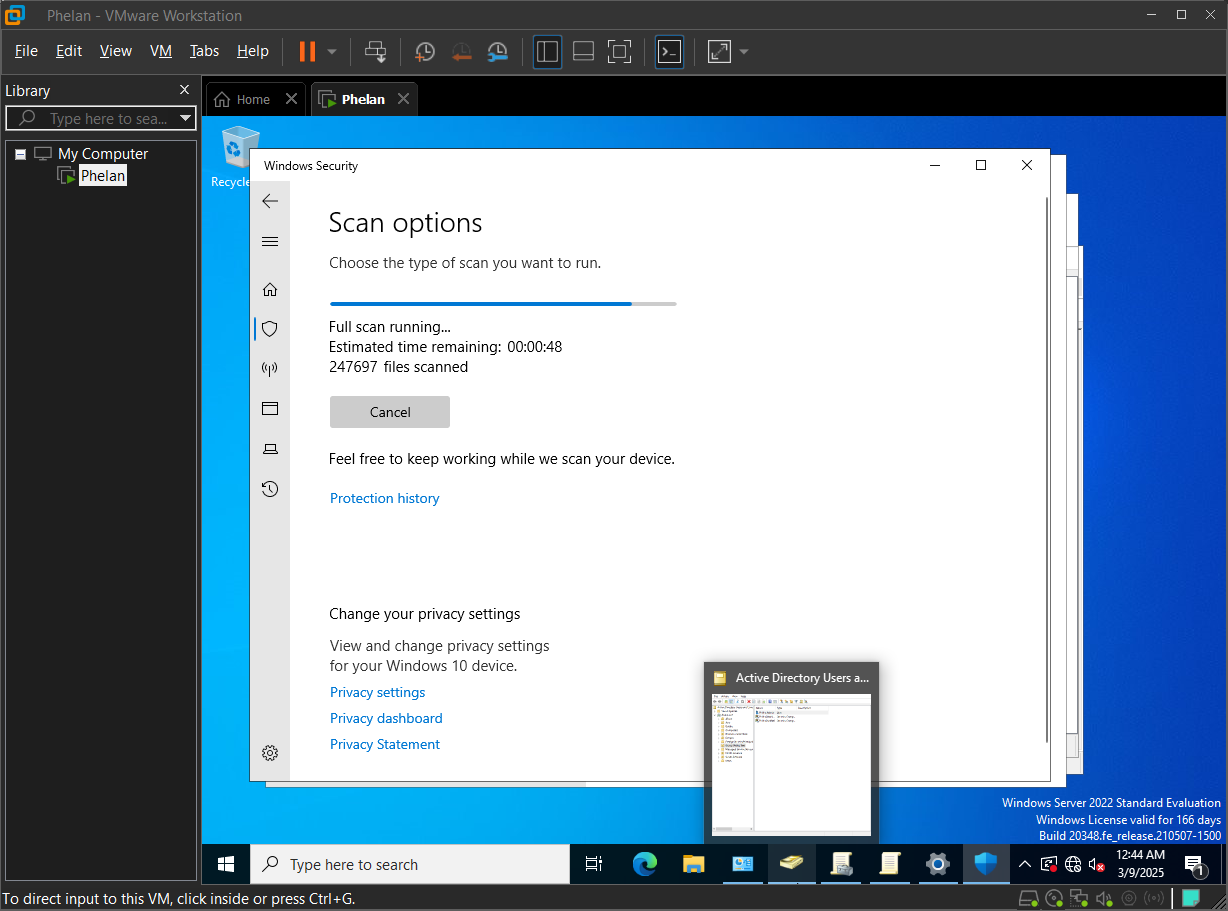 Phelan - VMware Workstation
File Edit View VM Tabs Help
Library
Type here to sea...
Home
Phelan
My Computer
Phelan
Recycle
Windows Security
Scan options
Choose the type of scan you want to run.
Full scan running...
Estimated time remaining: 00:00:48
247697 files scanned
Cancel
Feel free to keep working while we scan your device.
Protection history
Change your privacy settings
View and change privacy settings
for your Windows 10 device.
Privacy settings
Privacy dashboard
Privacy Statement
Active Directory Users a...
Windows Server 2022 Standard Evaluation
Windows License valid for 166 days
Build 20348.fe_release.210507-1500
Type here to search
12:44 AM
3/9/2025
1
To direct input to this VM, click inside or press Ctrl+G.